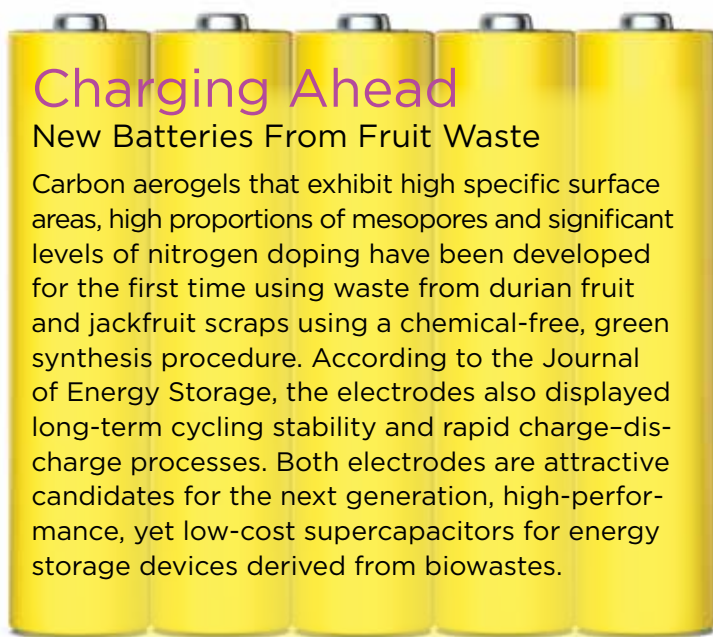 Charging Ahead
New Batteries From Fruit Waste
Carbon aerogels that exhibit high specific surface
areas, high proportions of mesopores and significant
levels of nitrogen doping have been developed
for the first time using waste from durian fruit
and jackfruit scraps using a chemical-free, green
synthesis procedure. According to the Journal
of Energy Storage, the electrodes also displayed
long-term cycling stability and rapid charge–dis-
charge processes. Both electrodes are attractive
candidates for the next generation, high-perfor-
mance, yet low-cost supercapacitors for energy
storage devices derived from biowastes.